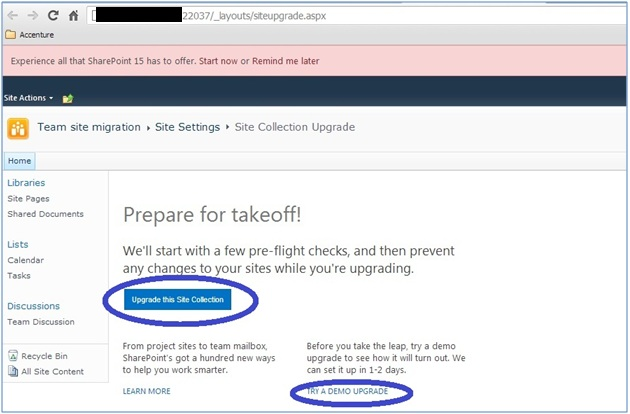 22037/_layouts/siteupgrade.aspx
Accenture
Experience all that SharePoint 15 has to offer. Start now or Remind me later
Site Actions
Team site migration ▸ Site Settings ▸ Site Collection Upgrade
Home
Libraries
Site Pages
Shared Documents
Lists
Calendar
Tasks
Discussions
Team Discussion
Recycle Bin
All Site Content
Prepare for takeoff!
We'll start with a few pre-flight checks, and then prevent
any changes to your sites while you're upgrading.
Upgrade this Site Collection
From project sites to team mailbox,
SharePoint's got a hundred new ways
to help you work smarter.
LEARN MORE
Before you take the leap, try a demo
upgrade to see how it will turn out. We
can set it up in 1-2 days.
TRY A DEMO UPGRADE